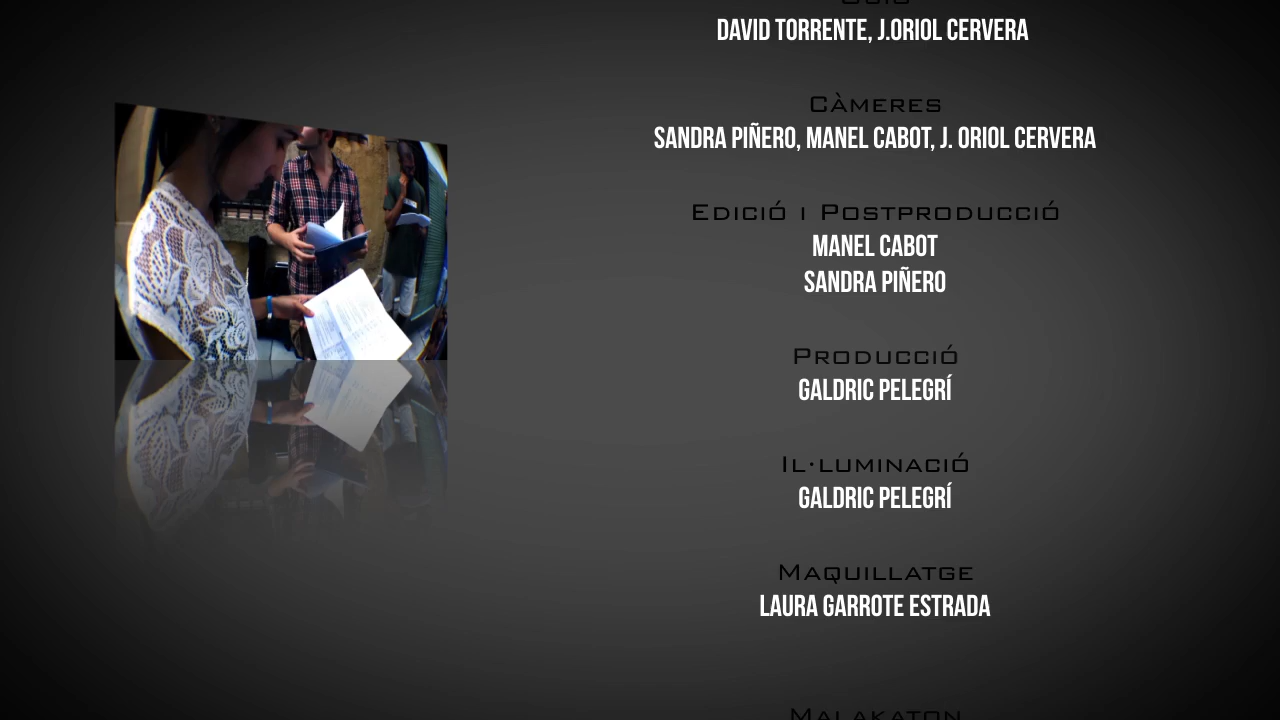 DAVID TORRENTE, J.ORIOL CERVERA
CÀMERES
SANDRA PIÑERO, MANEL CABOT, J. ORIOL CERVERA
EDICIÓ I POSTPRODUCCIÓ
MANEL CABOT
SANDRA PIÑERO
PRODUCCIÓ
GALDRIC PELEGRÍ
IL·LUMINACIÓ
GALDRIC PELEGRÍ
MAQUILLATGE
LAURA GARROTE ESTRADA
MALAKATON